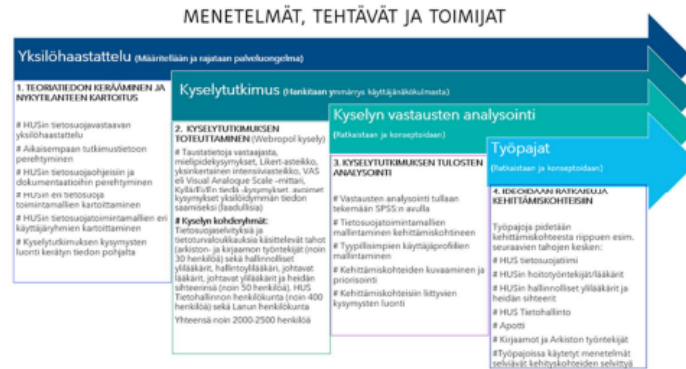 MENETELMÄT, TEHTÄVÄT JA TOIMIJAT
Yksilöhaastattelu (Määritellään ja rajataan palveluongelma)
1. TEORIATIEDON KERÄÄMINEN JA
NYKYTILANTEEN KARTOITUS
# HUSin tietosuojavastaavan
yksilöhaastattelu
# Aikaisempaan tutkimustietoon
perehtyminen
# HUSin tietosuojaohjeisiin ja
dokumentaatioihin perehtyminen
# HUSin eri tietosuoja
toimintamallien kartoittaminen
# HUSin tietosuojatoimintamallien eri
käyttäjäryhmien kartoittaminen
# Kyselytutkimuksen kysymysten
luonti kerätyn tiedon pohjalta
Kyselytutkimus (Hankitaan ymmärrys käyttäjänäkökulmasta)
2. KYSELYTUTKIMUKSEN
TOTEUTTAMINEN (Webropol kysely)
# Taustatietoja vastaajasta,
mielipidekysymykset, Likert-asteikko,
yksinkertainen intensiivisasteikko, VAS
eli Visual Analoque Scale -mittari,
Kyllä/Ei/En tiedä -kysymykset, avoimet
kysymykset yksilöidymmän tiedon
saamiseksi (laadullisia)
# Kyselyn kohderyhmät:
Tietosuojaselvityksiä ja
tietoturvaloukkauksia käsittelevät tahot
(arkiston- ja kirjaamon työntekijät (noin
30 henkilöä) sekä hallinnolliset
ylilääkärit, hallintoylilääkäri, johtavat
lääkärit, johtavat ylilääkärit ja heidän
sihteerinsä (noin 50 henkilöä). HUS
Tietohallinnon henkilökunta (noin 400
henkilöä) sekä Lanun henkilökunta
Yhteensä noin 2000-2500 henkilöä
Kyselyn vastausten analysointi
(Ratkaistaan ja konseptoidaan)
3. KYSELYTUTKIMUKSEN TULOSTEN
ANALYSOINTI
# Vastausten analysointi tullaan
tekemään SPSS:n avulla
# Tietosuojatoimintamallien
mallintaminen kehittämiskohtineen
# Tyypillisimpien käyttäjäprofiilien
mallintaminen
# Kehittämiskohteiden kuvaaminen ja
priorisointi
# Kehittämiskohteisiin liittyvien
kysymysten luonti
Työpajat
(Ratkaistaan ja konseptoidaan)
4. IDEOIDAAN RATKAISUJA
KEHITTÄMISKOHTEISIIN
Työpajoja pidetään
kehittämiskohteesta riippuen esim.
seuraavien tahojen kesken:
# HUS tietosuojatiimi
# HUSin hoitotyöntekijät/lääkärit
# HUSin hallinnolliset ylilääkärit ja
heidän sihteerit
# HUS Tietohallinto
# Apotti
# Kirjaamot ja Arkiston työntekijät
#Työpajoissa käytetyt menetelmät
selviävät kehityskohteiden selvittyä